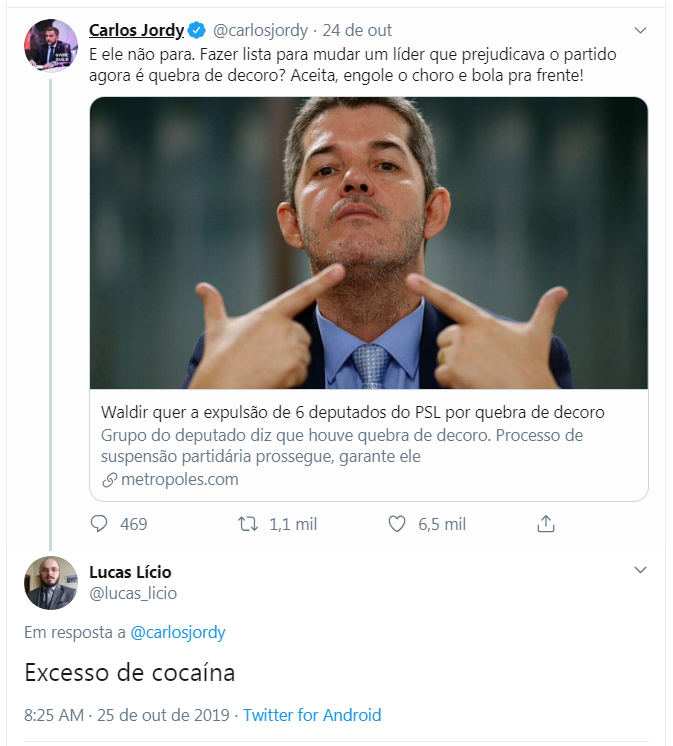 Carlos Jordy @carlosjordy · 24 de out
E ele não para. Fazer lista para mudar um líder que prejudicava o partido
agora é quebra de decoro? Aceita, engole o choro e bola pra frente!
Waldir quer a expulsão de 6 deputados do PSL por quebra de decoro
Grupo do deputado diz que houve quebra de decoro. Processo de
suspensão partidária prossegue, garante ele
metropoles.com
469 1,1 mil 6,5 mil
Lucas Lício
@lucas_licio
Em resposta a @carlosjordy
Excesso de cocaína
8:25 AM · 25 de out de 2019 · Twitter for Android